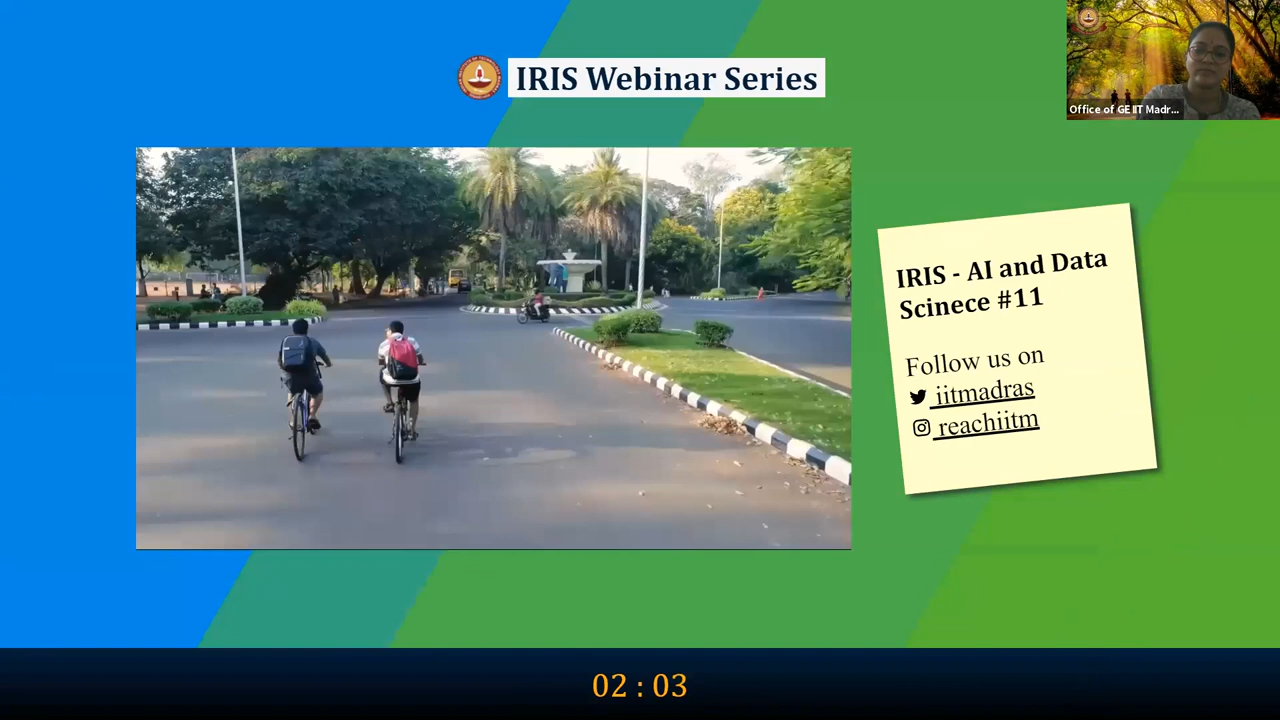 IRIS Webinar Series
Office of GE IIT Madr...
IRIS - AI and Data
Scinece #11
Follow us on
iitmadras
reachiitm
02 : 03